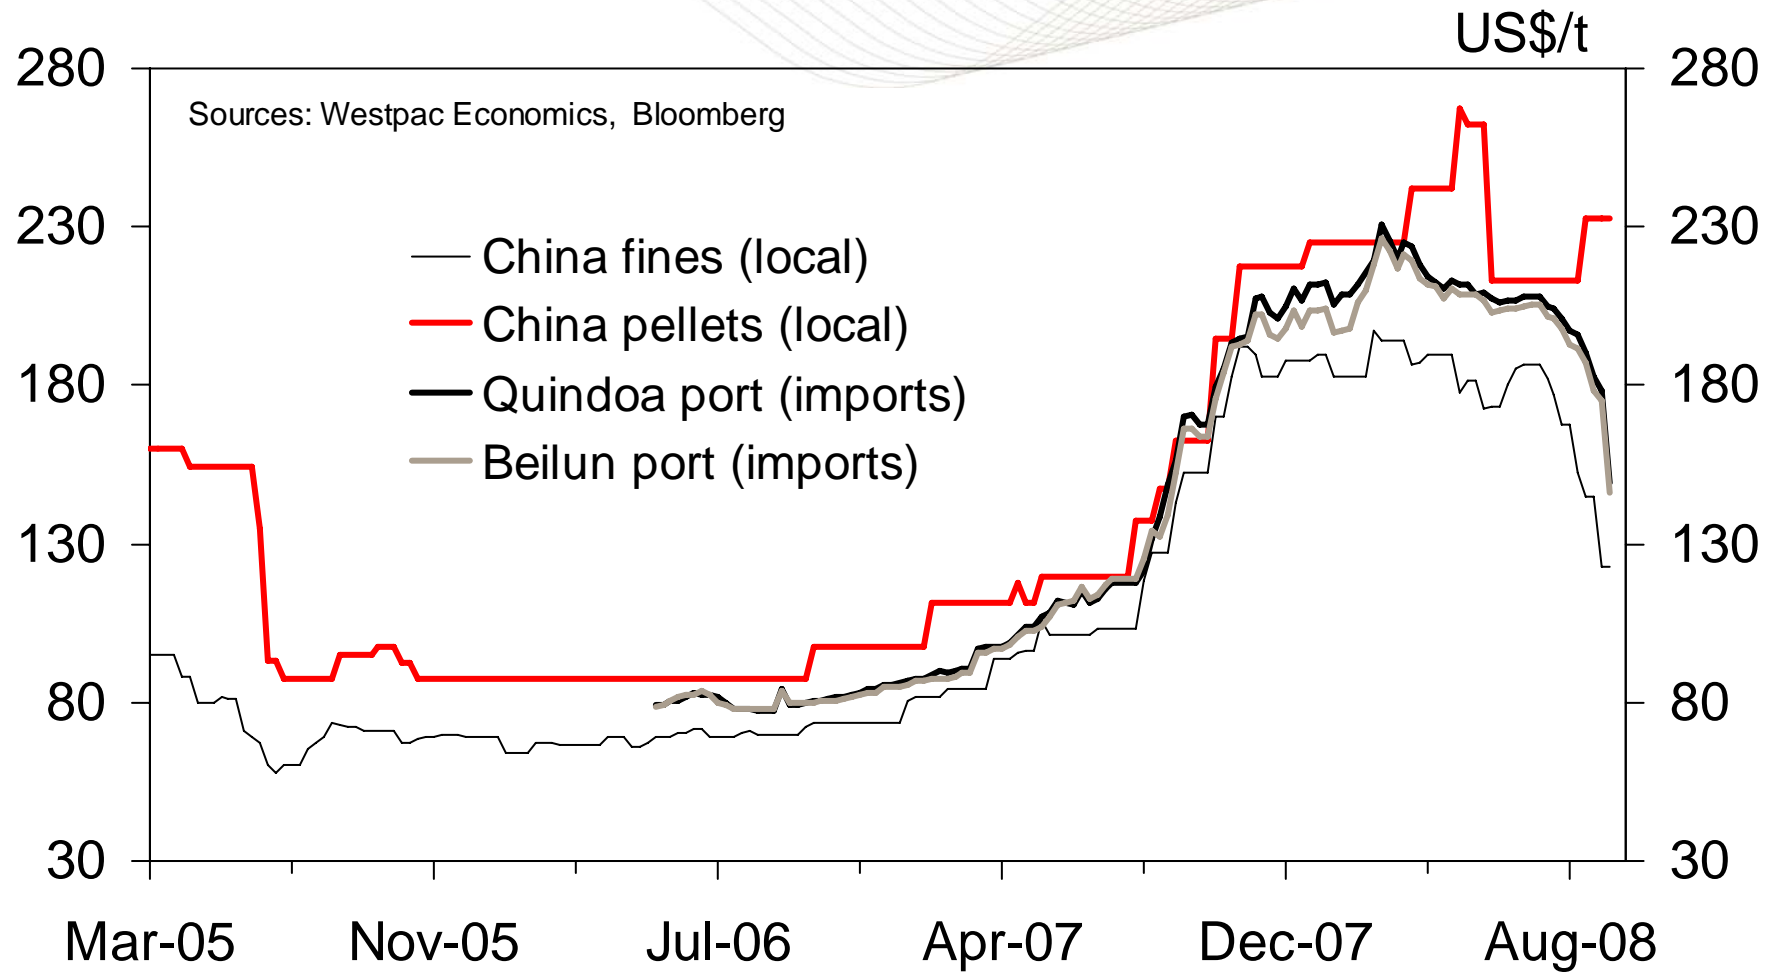 US$/t
280 280
Sources: Westpac Economics, Bloomberg
230 230
China fines (local)
China pellets (local)
180 180
Quindoa port (imports)
Beilun port (imports)
130 130
80 80
30 30
Mar-05 Nov-05 Jul-06 Apr-07 Dec-07 Aug-08